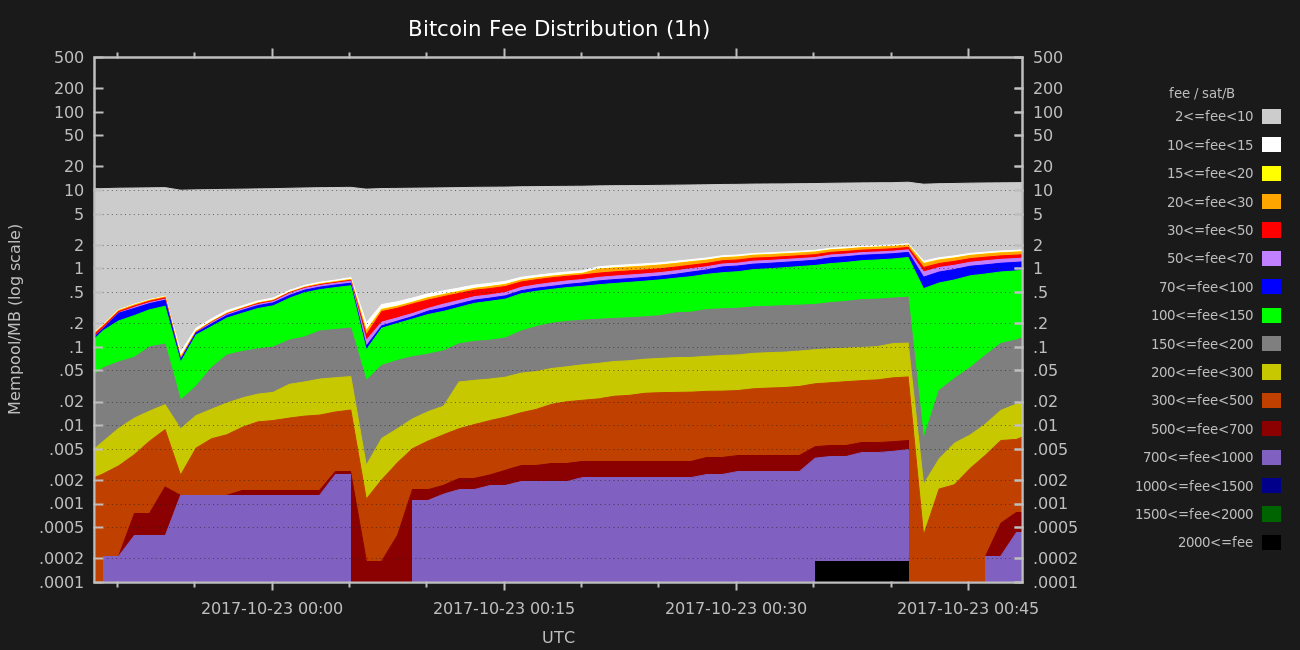 Bitcoin Fee Distribution (1h)
Mempool/MB (log scale)
500
200
100
50
20
10
5
2
1
.5
.2
.1
.05
.02
.01
.005
.002
.001
.0005
.0002
.0001
500
200
100
50
20
10
5
2
1
.5
.2
.1
.05
.02
.01
.005
.002
.001
.0005
.0002
.0001
2017-10-23 00:00
2017-10-23 00:15
2017-10-23 00:30
2017-10-23 00:45
UTC
fee / sat/B
2<=fee<10
10<=fee<15
15<=fee<20
20<=fee<30
30<=fee<50
50<=fee<70
70<=fee<100
100<=fee<150
150<=fee<200
200<=fee<300
300<=fee<500
500<=fee<700
700<=fee<1000
1000<=fee<1500
1500<=fee<2000
2000<=fee